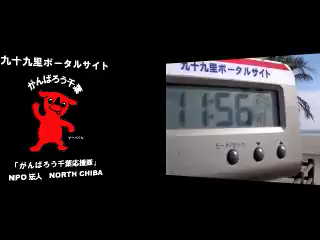 九十九里ポータルサイト
がんばろう千葉
「がんばろう千葉応援隊」
NPO 法人 NORTH CHIBA
九十九里ポータルサイト
11:56